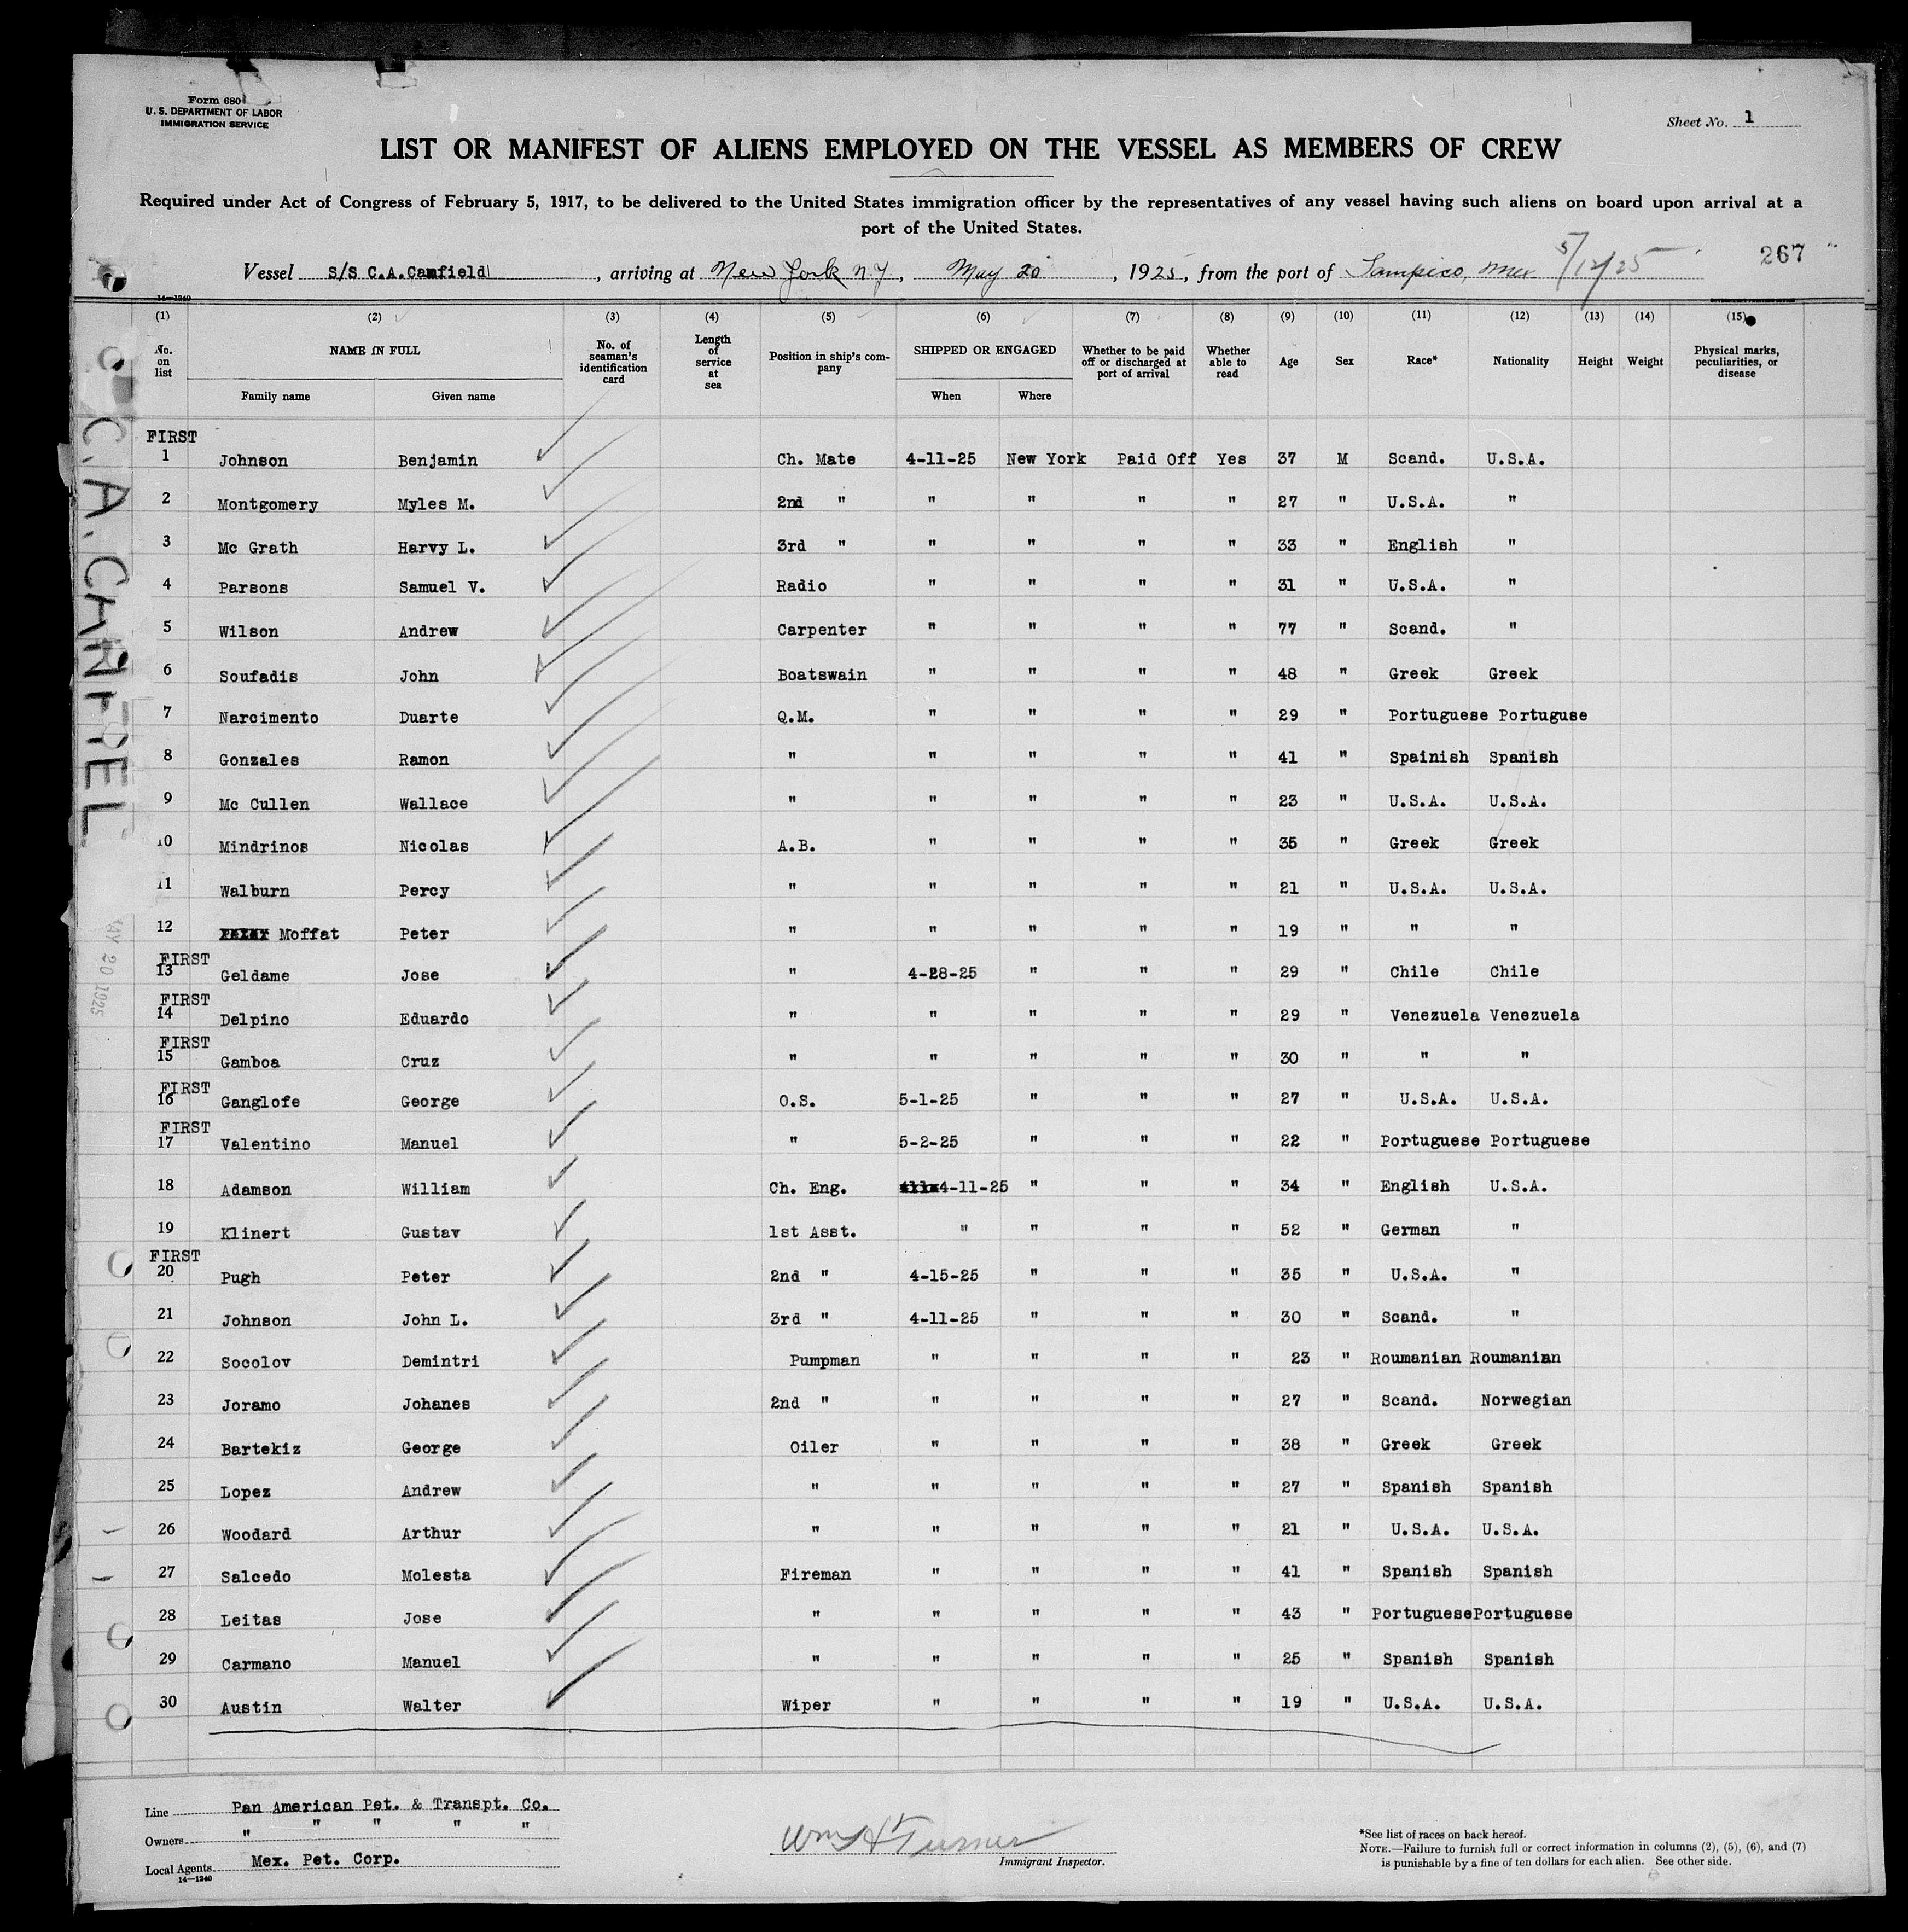 Form 680
U. S. DEPARTMENT OF LABOR
IMMIGRATION SERVICE
Sheet No. 1
LIST OR MANIFEST OF ALIENS EMPLOYED ON THE VESSEL AS MEMBERS OF CREW
Required under Act of Congress of February 5, 1917, to be delivered to the United States immigration officer by the representatives of any vessel having such aliens on board upon arrival at a
port of the United States.
Vessel S/S C.A.Camfield, arriving at New York N Y, May 20, 1925, from the port of Tampico, Mex 5/12/25
267
14—1240
(1) (2) (3) (4) (5) (6) (7) (8) (9) (10) (11) (12) (13) (14) (15)
No. on list NAME IN FULL No. of seaman's identification card Length of service at sea Position in ship's company SHIPPED OR ENGAGED Whether to be paid off or discharged at port of arrival Whether able to read Age Sex Race* Nationality Height Weight Physical marks, peculiarities, or disease
Family name Given name When Where
FIRST
1 Johnson Benjamin Ch. Mate 4-11-25 New York Paid Off Yes 37 M Scand. U.S.A.
2 Montgomery Myles M. 2nd " " " " " 27 " U.S.A. "
3 Mc Grath Harvy L. 3rd " " " " " 33 " English "
4 Parsons Samuel V. Radio " " " " 31 " U.S.A. "
5 Wilson Andrew Carpenter " " " " 77 " Scand. "
6 Soufadis John Boatswain " " " " 48 " Greek Greek
7 Narcimento Duarte Q.M. " " " " 29 " Portuguese Portuguse
8 Gonzales Ramon " " " " " 41 " Spainish Spanish
9 Mc Cullen Wallace " " " " " 23 " U.S.A. U.S.A.
10 Mindrinos Nicolas A.B. " " " " 35 " Greek Greek
11 Walburn Percy " " " " " 21 " U.S.A. U.S.A.
12 Moffat Peter " " " " " 19 " " "
FIRST
13 Geldame Jose " 4-28-25 " " " 29 " Chile Chile
FIRST
14 Delpino Eduardo " " " " " 29 " Venezuela Venezuela
FIRST
15 Gamboa Cruz " " " " " 30 " " "
FIRST
16 Ganglofe George O.S. 5-1-25 " " " 27 " U.S.A. U.S.A.
FIRST
17 Valentino Manuel " 5-2-25 " " " 22 " Portuguese Portuguese
18 Adamson William Ch. Eng. 4-11-25 " " " 34 " English U.S.A.
19 Klinert Gustav 1st Asst. " " " " 52 " German "
FIRST
20 Pugh Peter 2nd " 4-15-25 " " " 35 " U.S.A. "
21 Johnson John L. 3rd " 4-11-25 " " " 30 " Scand. "
22 Socolov Demintri Pumpman " " " " 23 " Roumanian Roumanian
23 Joramo Johanes 2nd " " " " " 27 " Scand. Norwegian
24 Bartekiz George Oiler " " " " 38 " Greek Greek
25 Lopez Andrew " " " " " 27 " Spanish Spanish
26 Woodard Arthur " " " " " 21 " U.S.A. U.S.A.
27 Salcedo Molesta Fireman " " " " 41 " Spanish Spanish
28 Leitas Jose " " " " " 43 " Portuguese Portuguese
29 Carmano Manuel " " " " " 25 " Spanish Spanish
30 Austin Walter Wiper " " " " 19 " U.S.A. U.S.A.
MAY 20 1925
Line Pan American Pet. & Transpt. Co.
Owners " " " " "
Local Agents Mex. Pet. Corp.
14—1240
Wm H Turner
Immigrant Inspector.
*See list of races on back hereof.
NOTE.—Failure to furnish full or correct information in columns (2), (5), (6), and (7)
is punishable by a fine of ten dollars for each alien. See other side.